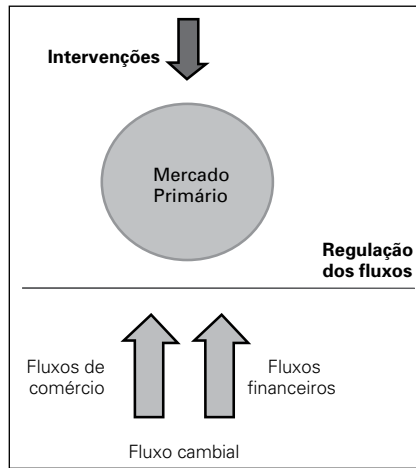 Intervenções
Mercado
Primário
Regulação
dos fluxos
Fluxos de
comércio
Fluxos
financeiros
Fluxo cambial